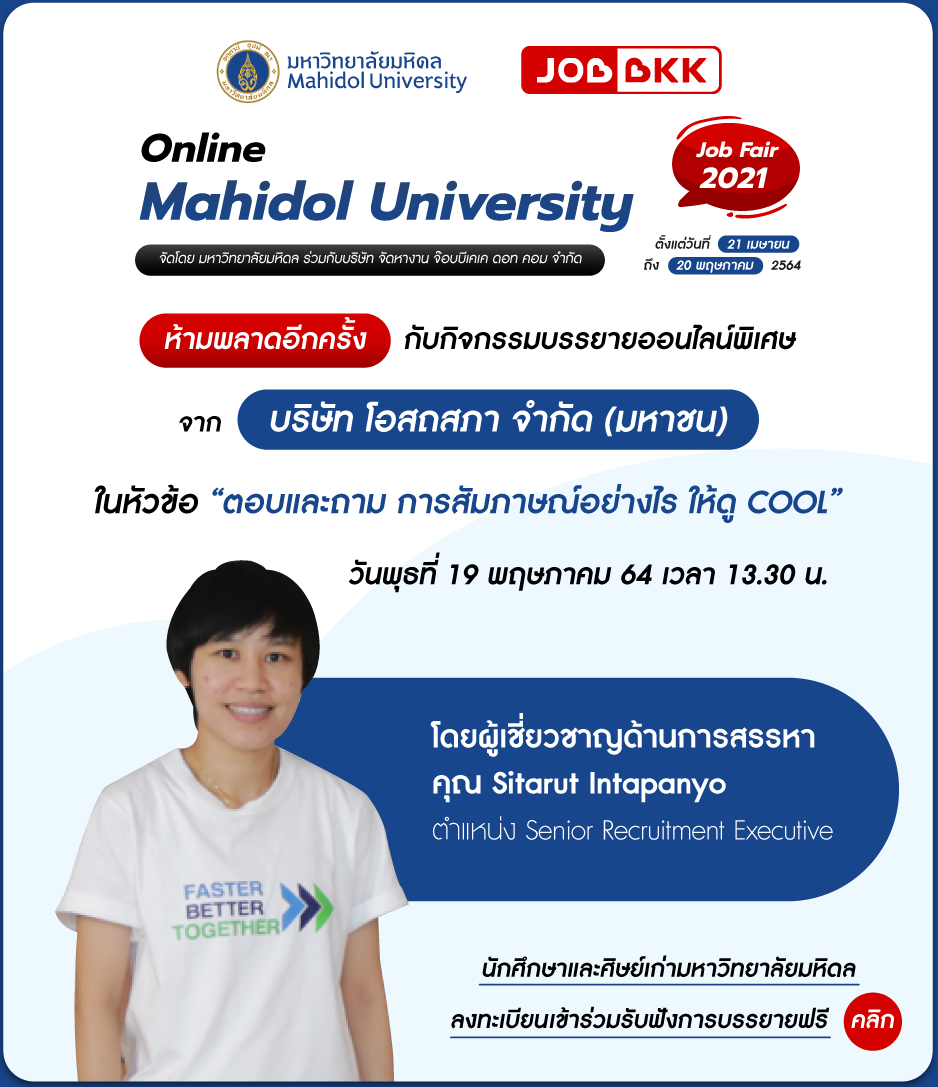 มหาวิทยาลัยมหิดล
Mahidol University
JOB BKK
Online
Mahidol University
Job Fair
2021
จัดโดย มหาวิทยาลัยมหิดล ร่วมกับบริษัท จัดหางาน จ๊อบบีเคเค ดอท คอม จำกัด
ตั้งแต่วันที่ 21 เมษายน
ถึง 20 พฤษภาคม 2564
ห้ามพลาดอีกครั้ง กับกิจกรรมบรรยายออนไลน์พิเศษ
จาก บริษัท โอสถสภา จำกัด (มหาชน)
ในหัวข้อ “ตอบและถาม การสัมภาษณ์อย่างไร ให้ดู COOL”
วันพุธที่ 19 พฤษภาคม 64 เวลา 13.30 น.
โดยผู้เชี่ยวชาญด้านการสรรหา
คุณ Sitarut Intapanyo
ตำแหน่ง Senior Recruitment Executive
FASTER
BETTER
TOGETHER
นักศึกษาและศิษย์เก่ามหาวิทยาลัยมหิดล
ลงทะเบียนเข้าร่วมรับฟังการบรรยายฟรี คลิก